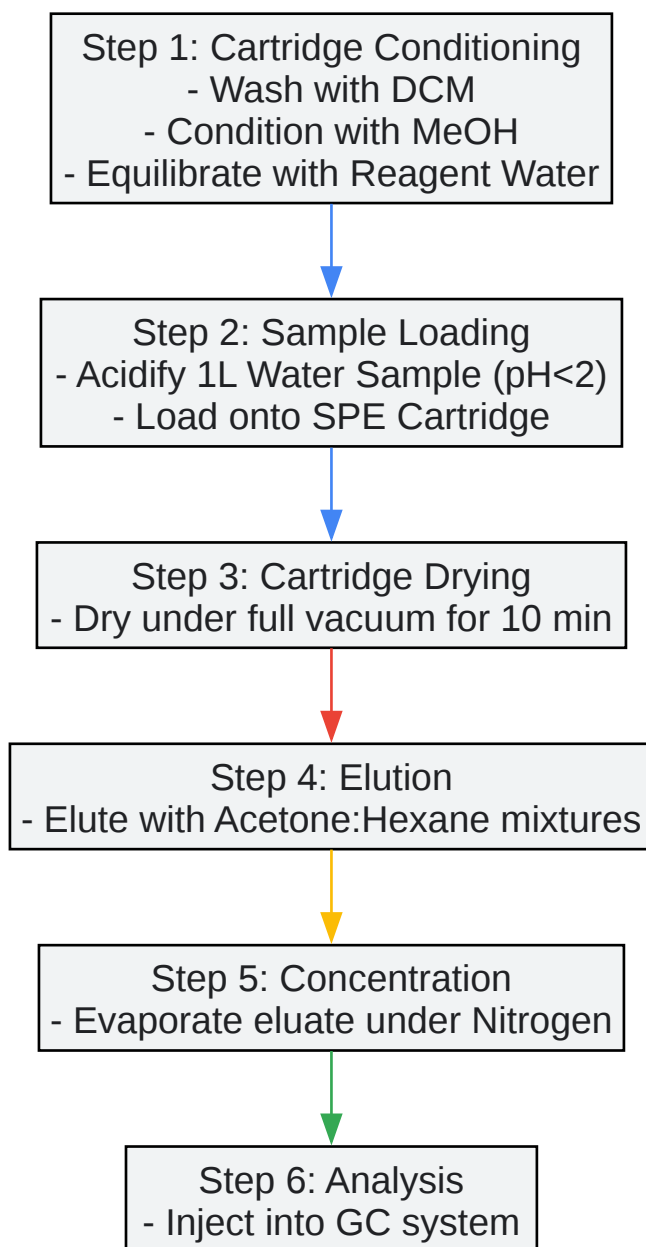 Step 1: Cartridge Conditioning
- Wash with DCM
- Condition with MeOH
- Equilibrate with Reagent Water
Step 2: Sample Loading
- Acidify 1L Water Sample (pH<2)
- Load onto SPE Cartridge
Step 3: Cartridge Drying
- Dry under full vacuum for 10 min
Step 4: Elution
- Elute with Acetone:Hexane mixtures
Step 5: Concentration
- Evaporate eluate under Nitrogen
Step 6: Analysis
- Inject into GC system